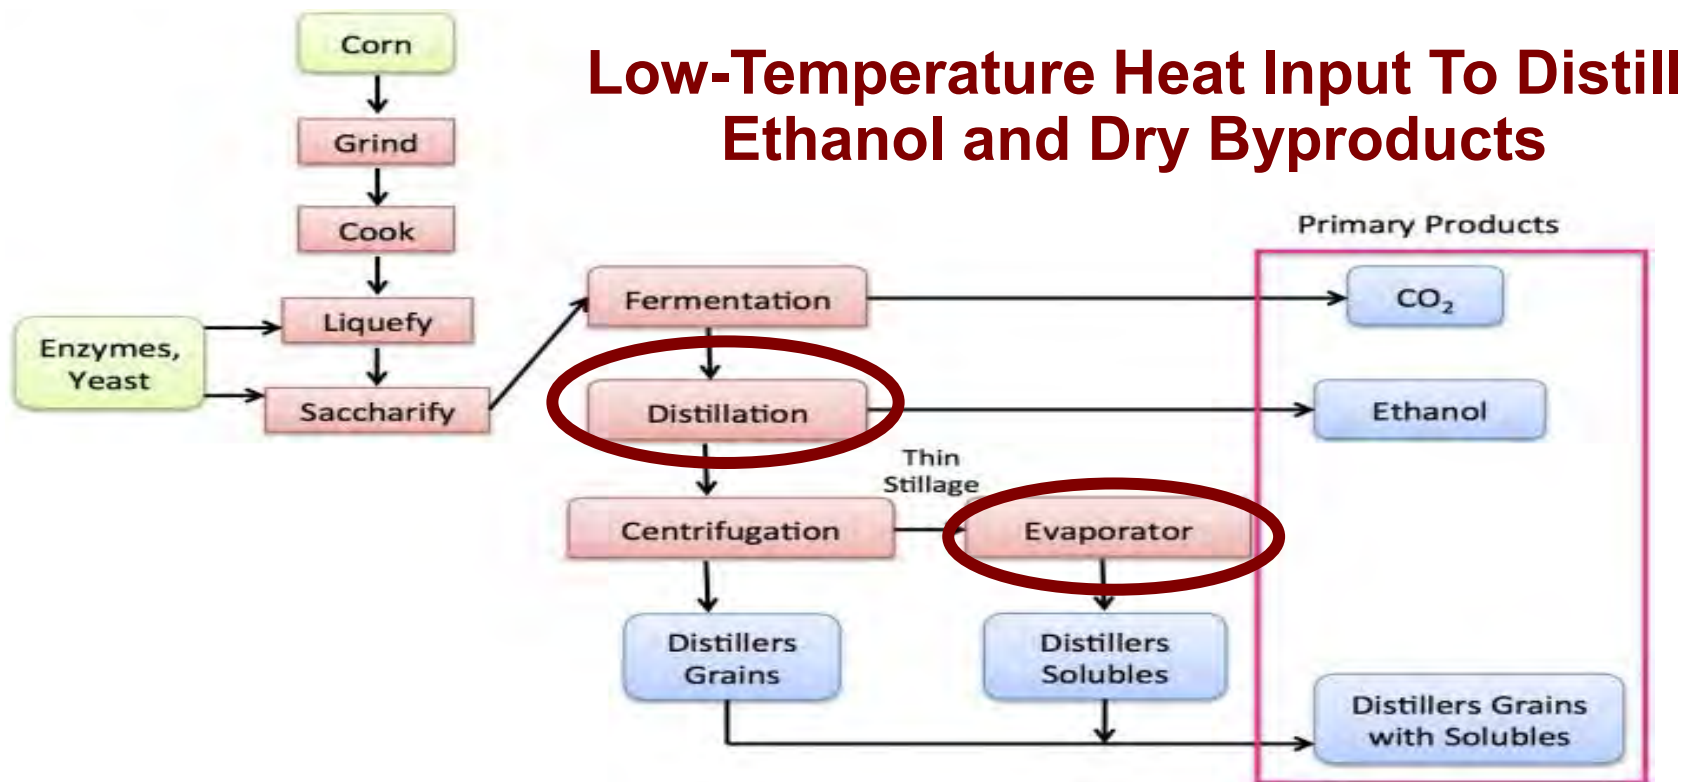 Low-Temperature Heat Input To Distill
Ethanol and Dry Byproducts
Corn
Grind
Cook
Liquefy
Saccharify
Enzymes,
Yeast
Fermentation
Distillation
Centrifugation
Thin
Stillage
Evaporator
Distillers
Grains
Distillers
Solubles
Primary Products
CO₂
Ethanol
Distillers Grains
with Solubles